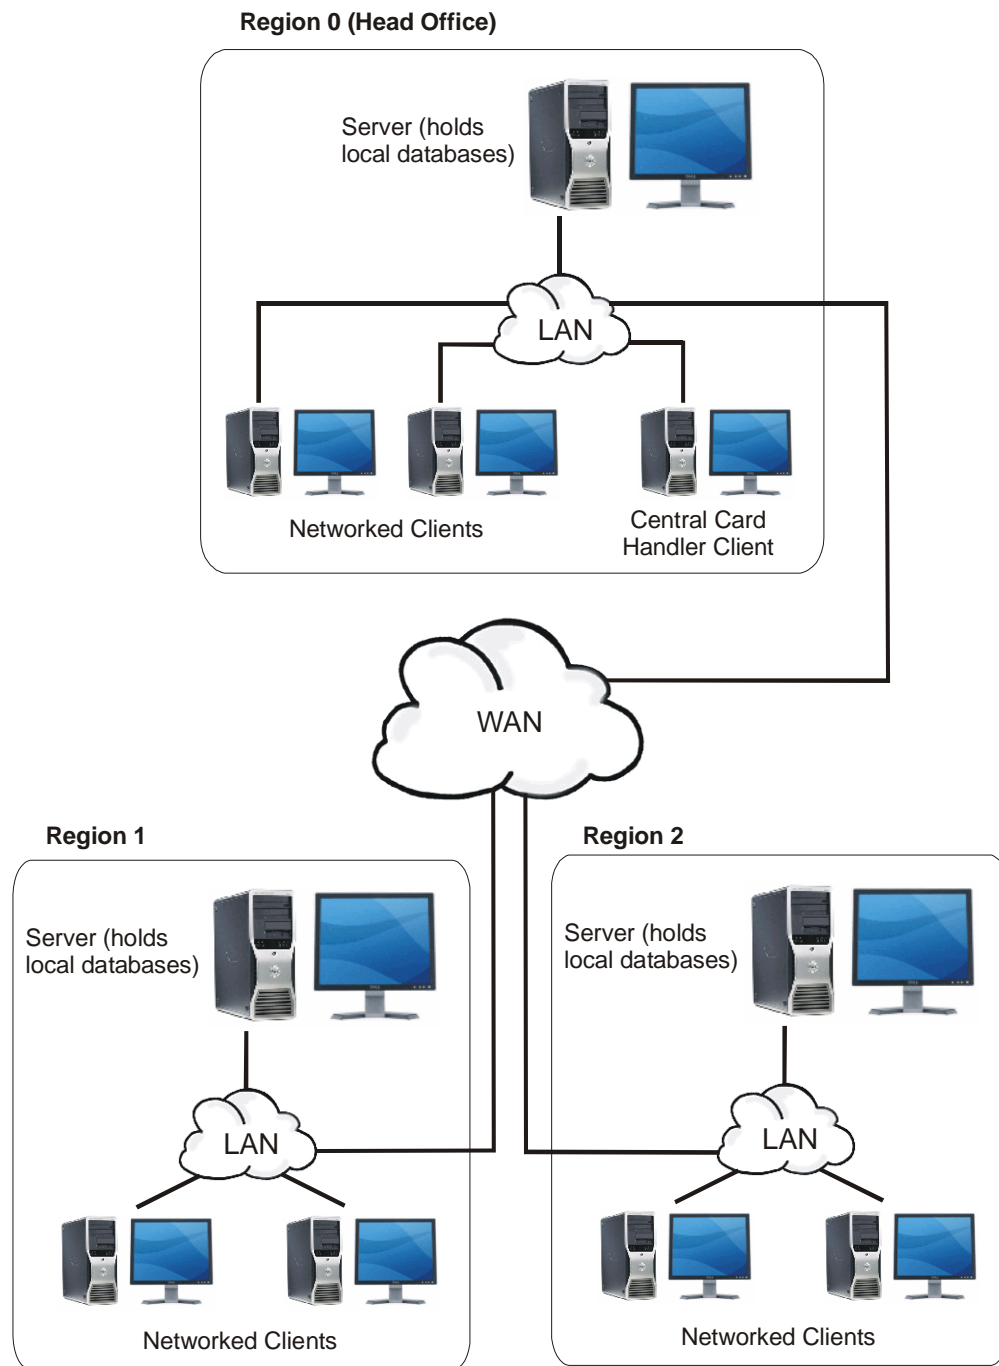 Region 0 (Head Office)
Server (holds
local databases)
LAN
Networked Clients
Central Card
Handler Client
WAN
Region 1
Server (holds
local databases)
LAN
Networked Clients
Region 2
Server (holds
local databases)
LAN
Networked Clients